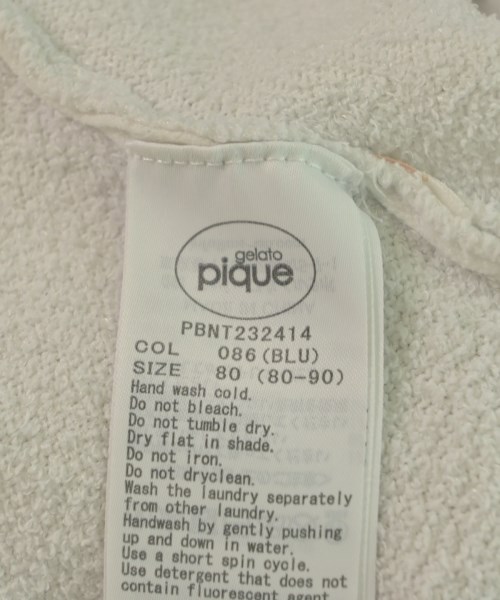 gelato
pique
PBNT232414
COL 086(BLU)
SIZE 80 (80-90)
Hand wash cold.
Do not bleach.
Do not tumble dry.
Dry flat in shade.
Do not iron.
Do not dryclean.
Wash the laundry separately
from other laundry.
Handwash by gently pushing
up and down in water.
Use a short spin cycle.
Use detergent that does not
contain fluorescent agent